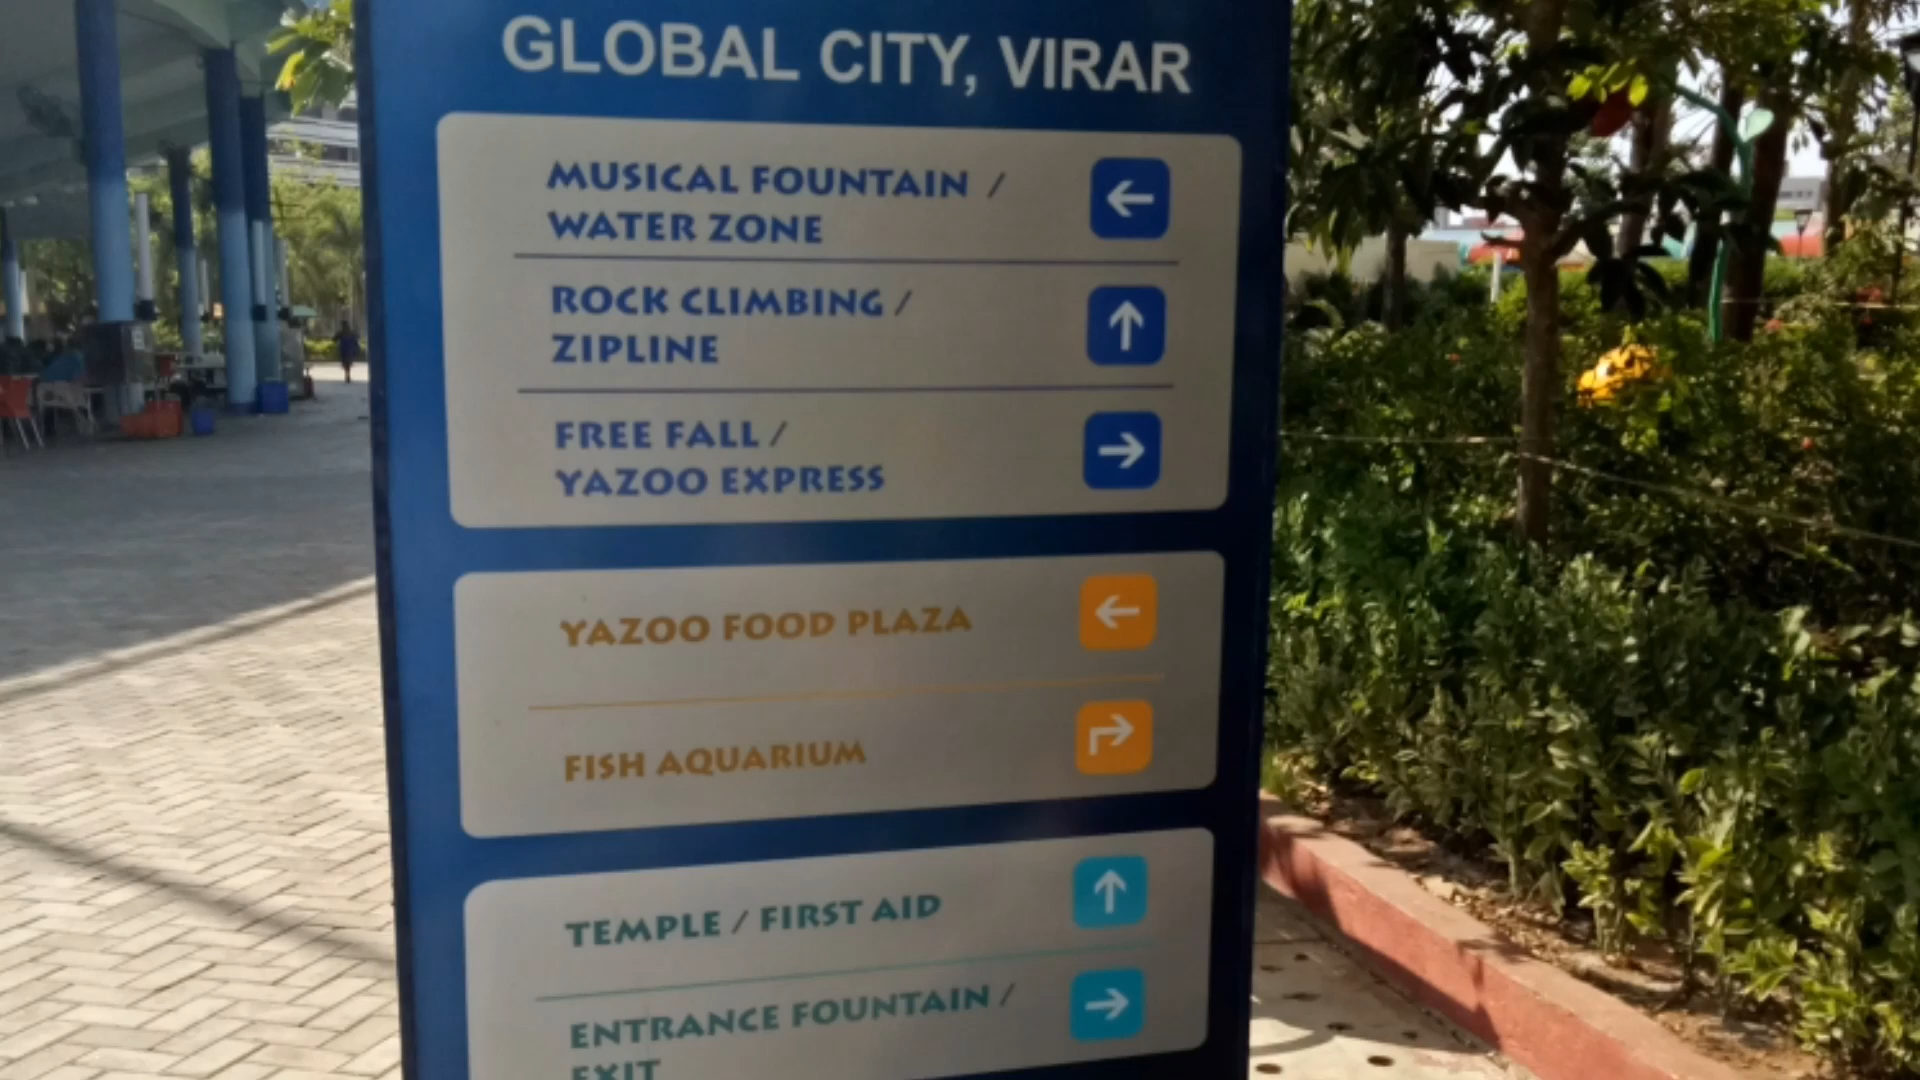 GLOBAL CITY, VIRAR
MUSICAL FOUNTAIN /
WATER ZONE
ROCK CLIMBING /
ZIPLINE
FREE FALL /
YAZOO EXPRESS
YAZOO FOOD PLAZA
FISH AQUARIUM
TEMPLE / FIRST AID
ENTRANCE FOUNTAIN /
EXIT